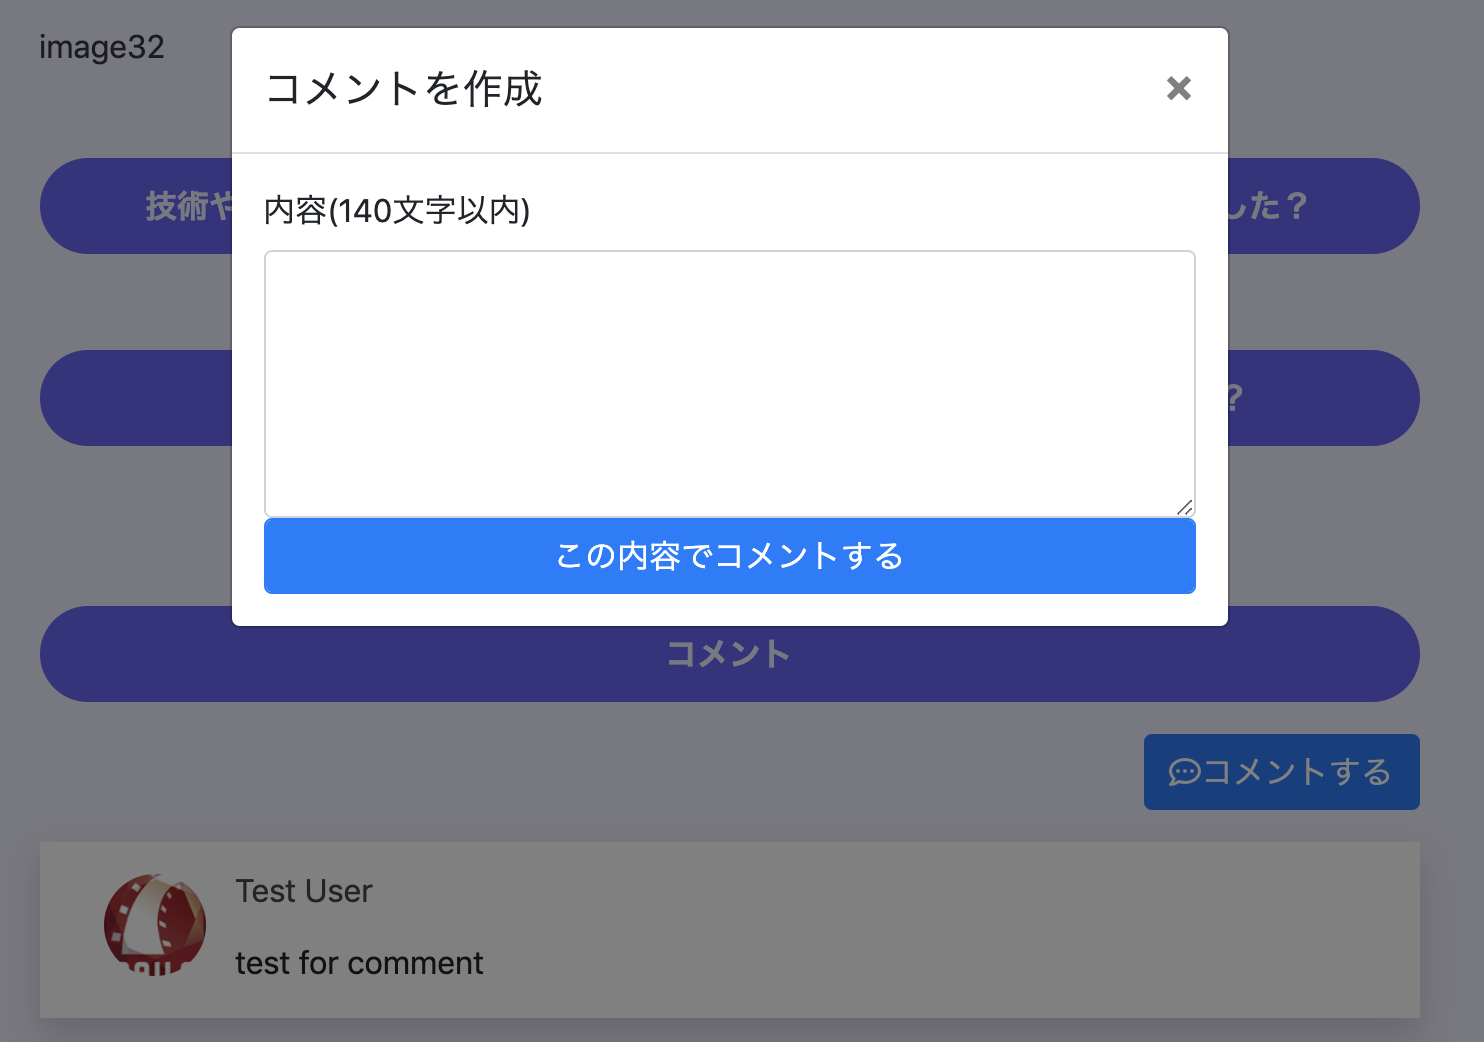 image32
コメントを作成
内容(140文字以内)
技術や
した？
?
この内容でコメントする
コメント
コメントする
Test User
test for comment